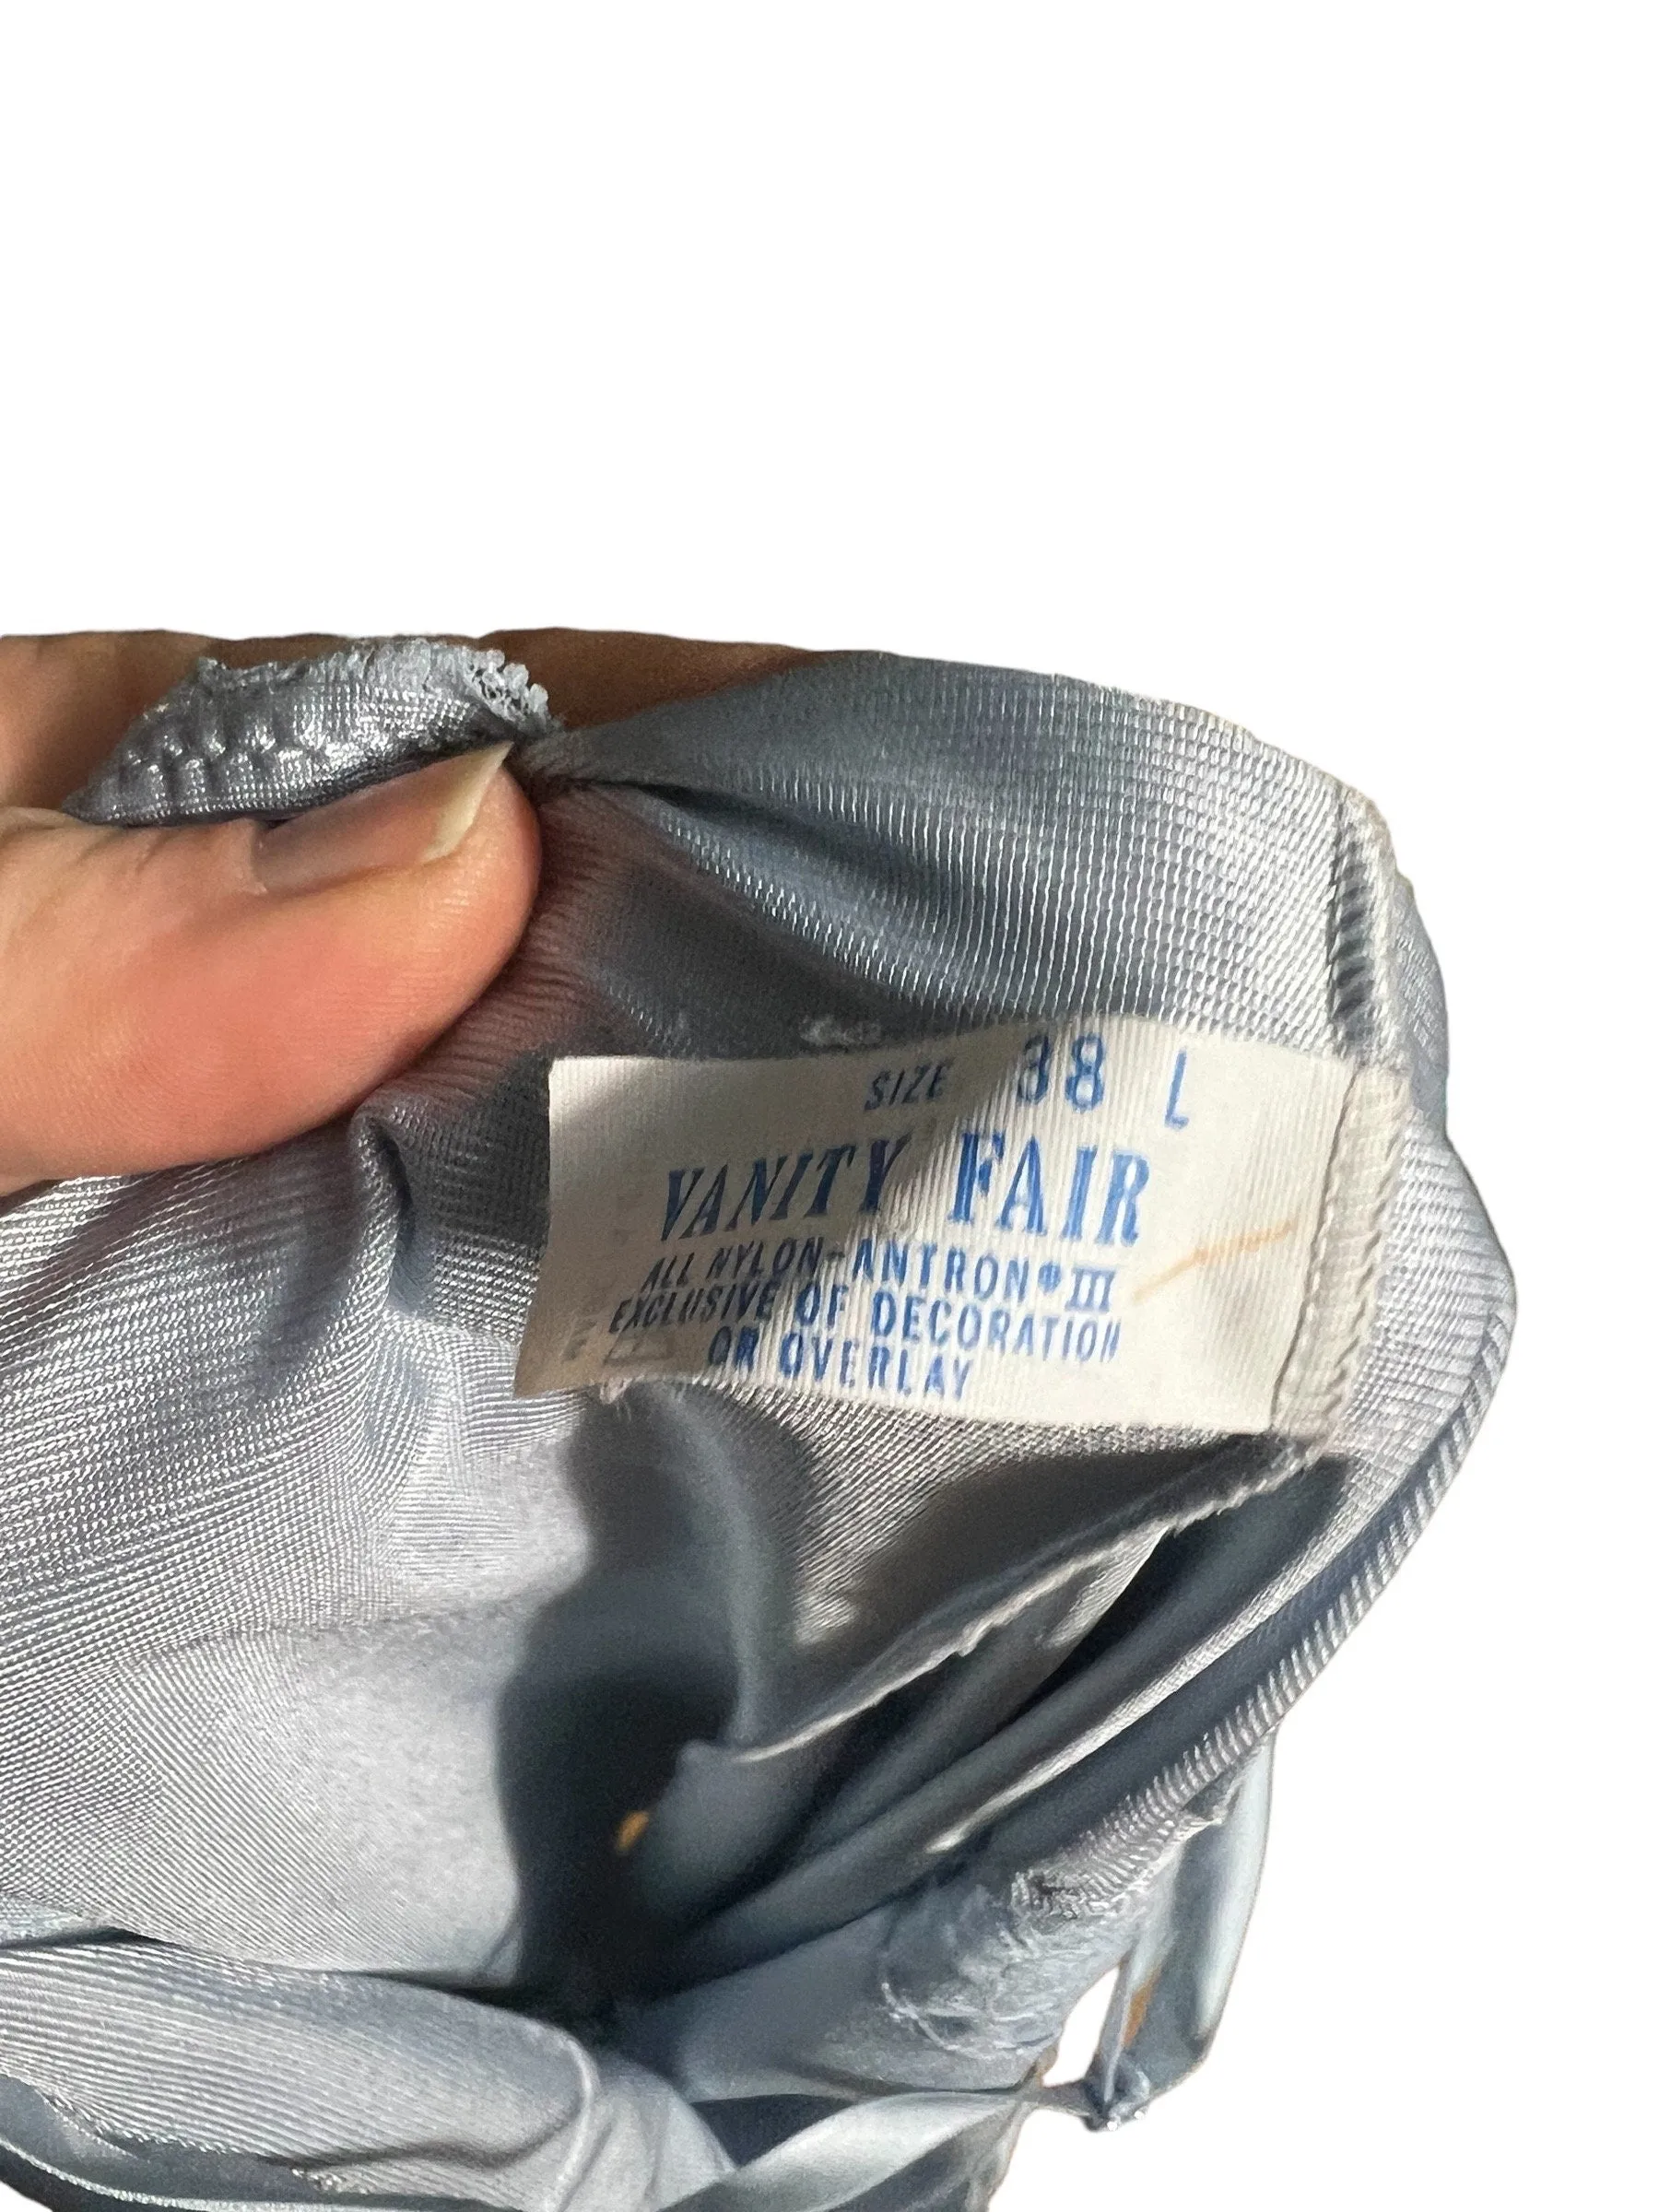 SIZE 38 L
VANITY FAIR
ALL NYLON-ANTRON® III
EXCLUSIVE OF DECORATION
OR OVERLAY